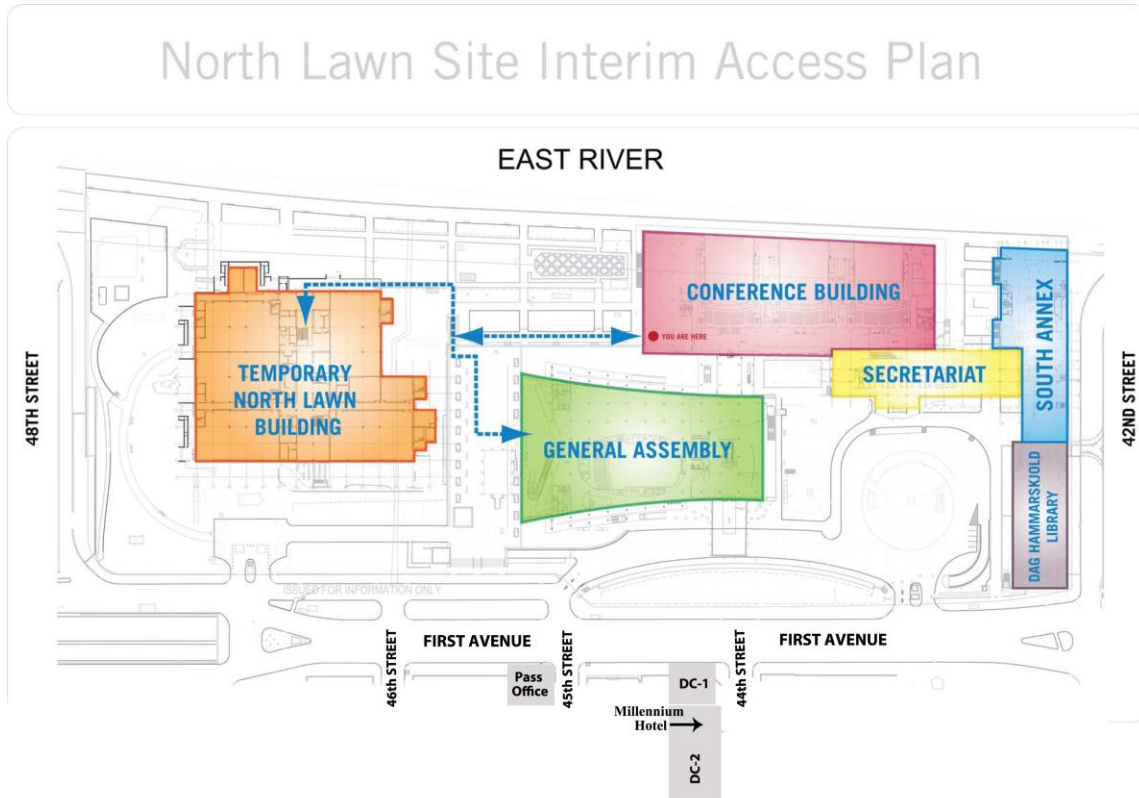 North Lawn Site Interim Access Plan
EAST RIVER
48TH STREET
TEMPORARY
NORTH LAWN
BUILDING
CONFERENCE BUILDING
YOU ARE HERE
SECRETARIAT
SOUTH ANNEX
42ND STREET
GENERAL ASSEMBLY
DAG HAMMARSKJOLD
LIBRARY
ISSUED FOR INFORMATION ONLY
46th STREET
FIRST AVENUE
Pass
Office
45th STREET
DC-1
44th STREET
FIRST AVENUE
Millennium
Hotel
DC-2